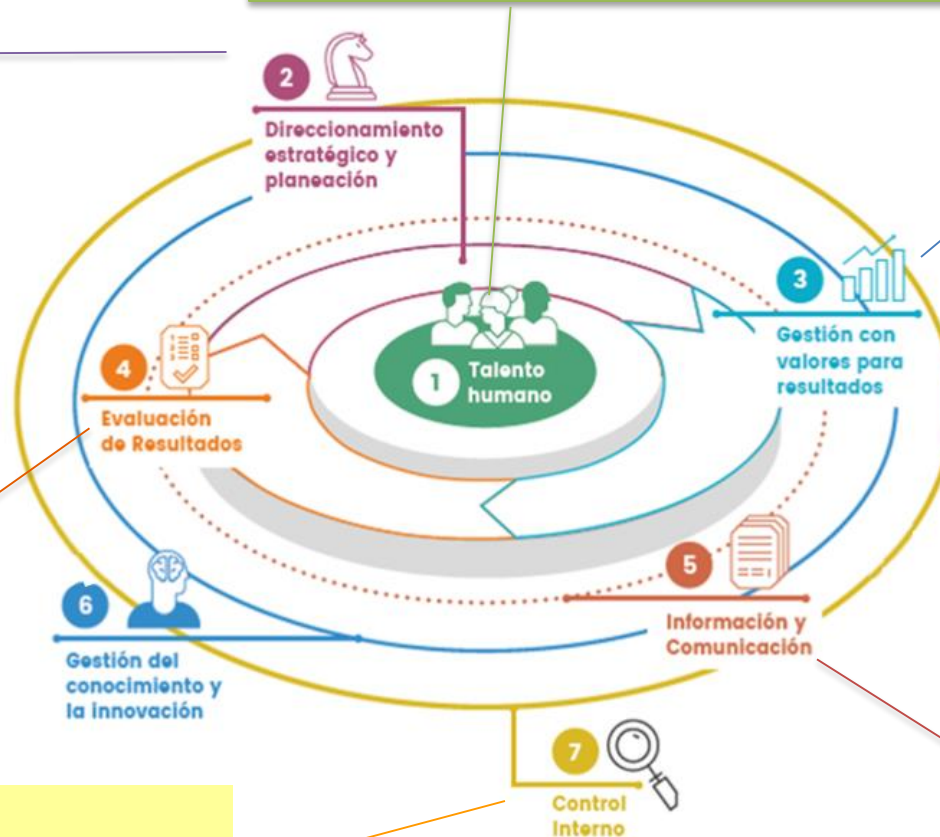 2
Direccionamiento
estratégico y
planeación
3
Gestión con
valores para
resultados
1
Talento
humano
4
Evaluación
de Resultados
5
Información y
Comunicación
6
Gestión del
conocimiento y
la innovación
7
Control
Interno